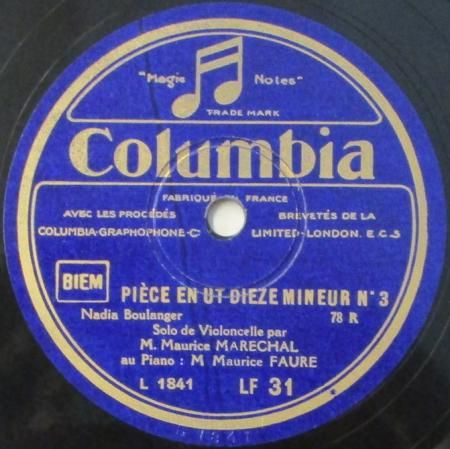 "Magic Notes"
TRADE MARK
Columbia
FABRIQUÉ EN FRANCE
AVEC LES PROCÉDÉS BREVETÉS DE LA
COLUMBIA-GRAPHOPHONE-Cº LIMITED-LONDON. E.C.3
BIEM PIÈCE EN UT-DIEZE MINEUR N° 3
Nadia Boulanger 78 R
Solo de Violoncelle par
M. Maurice MARECHAL
au Piano : M Maurice FAURE
L 1841 LF 31